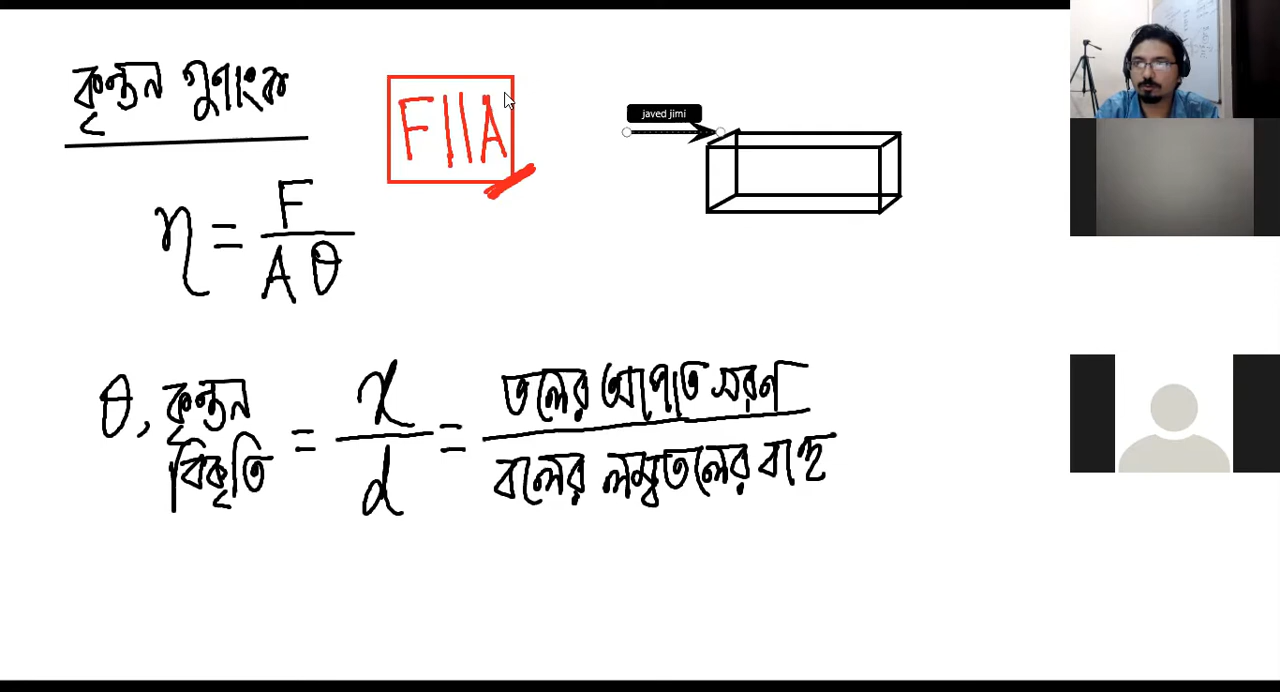 কৃন্তন গুণাংক
F||A
javed jimi
η = F / Aθ
θ, কৃন্তন বিকৃতি = x / d = তলের আপাত সরণ / বলের লম্বতলের বাহু